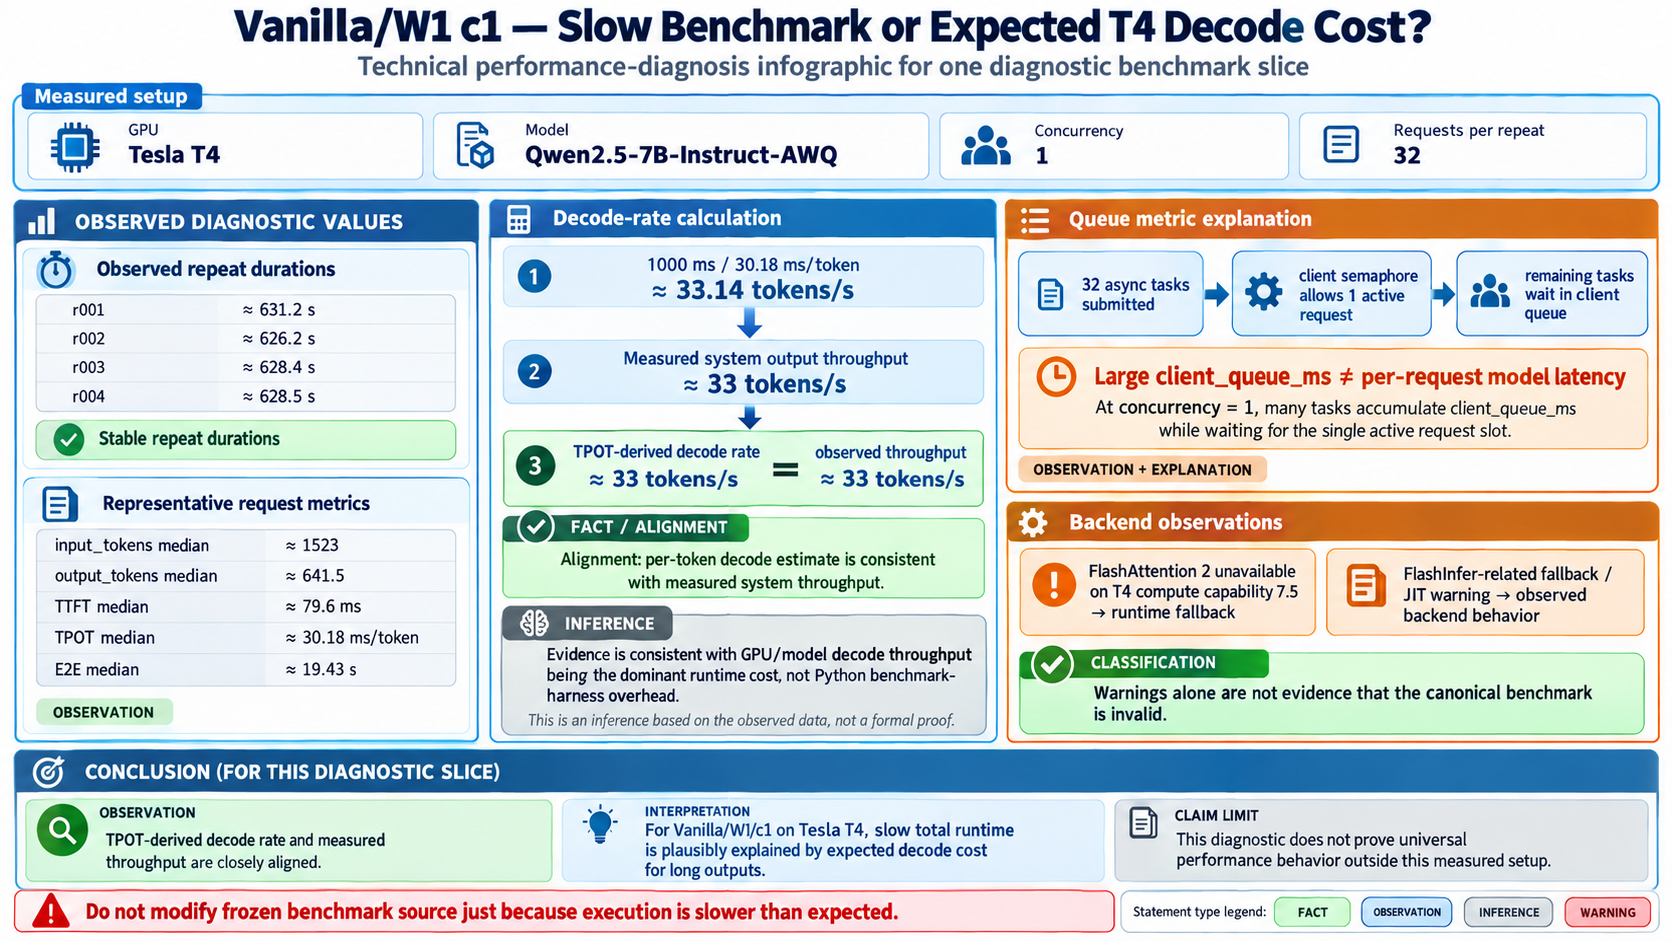 Vanilla/W1 c1 — Slow Benchmark or Expected T4 Decode Cost?
Technical performance-diagnosis infographic for one diagnostic benchmark slice
Measured setup
GPU
Tesla T4
Model
Qwen2.5-7B-Instruct-AWQ
Concurrency
1
Requests per repeat
32
OBSERVED DIAGNOSTIC VALUES
Observed repeat durations
r001 ≈ 631.2 s
r002 ≈ 626.2 s
r003 ≈ 628.4 s
r004 ≈ 628.5 s
Stable repeat durations
Representative request metrics
input_tokens median ≈ 1523
output_tokens median ≈ 641.5
TTFT median ≈ 79.6 ms
TPOT median ≈ 30.18 ms/token
E2E median ≈ 19.43 s
OBSERVATION
Decode-rate calculation
1
1000 ms / 30.18 ms/token
≈ 33.14 tokens/s
2
Measured system output throughput
≈ 33 tokens/s
3
TPOT-derived decode rate
≈ 33 tokens/s
=
observed throughput
≈ 33 tokens/s
FACT / ALIGNMENT
Alignment: per-token decode estimate is consistent
with measured system throughput.
INFERENCE
Evidence is consistent with GPU/model decode throughput
being the dominant runtime cost, not Python benchmark-
harness overhead.
This is an inference based on the observed data, not a formal proof.
Queue metric explanation
32 async tasks
submitted
client semaphore
allows 1 active
request
remaining tasks
wait in client
queue
Large client_queue_ms ≠ per-request model latency
At concurrency = 1, many tasks accumulate client_queue_ms
while waiting for the single active request slot.
OBSERVATION + EXPLANATION
Backend observations
FlashAttention 2 unavailable
on T4 compute capability 7.5
→ runtime fallback
FlashInfer-related fallback /
JIT warning → observed
backend behavior
CLASSIFICATION
Warnings alone are not evidence that the canonical benchmark
is invalid.
CONCLUSION (FOR THIS DIAGNOSTIC SLICE)
OBSERVATION
TPOT-derived decode rate and measured
throughput are closely aligned.
INTERPRETATION
For Vanilla/W1/c1 on Tesla T4, slow total runtime
is plausibly explained by expected decode cost
for long outputs.
CLAIM LIMIT
This diagnostic does not prove universal
performance behavior outside this measured setup.
Do not modify frozen benchmark source just because execution is slower than expected.
Statement type legend: FACT OBSERVATION INFERENCE WARNING